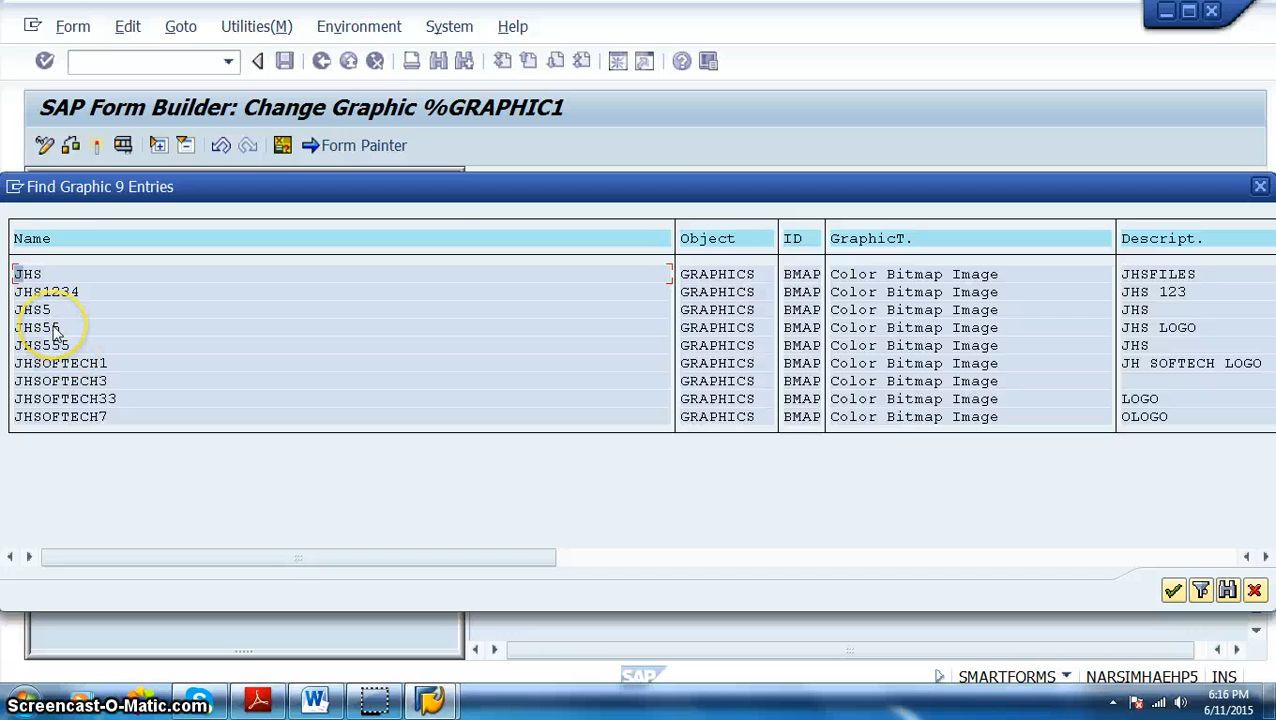 Form Edit Goto Utilities(M) Environment System Help
SAP Form Builder: Change Graphic %GRAPHIC1
Form Painter
Find Graphic 9 Entries
Name Object ID GraphicT. Descript.
JHS GRAPHICS BMAP Color Bitmap Image JHSFILES
JHS1234 GRAPHICS BMAP Color Bitmap Image JHS 123
JHS5 GRAPHICS BMAP Color Bitmap Image JHS
JHS55 GRAPHICS BMAP Color Bitmap Image JHS LOGO
JHS555 GRAPHICS BMAP Color Bitmap Image JHS
JHSOFTECH1 GRAPHICS BMAP Color Bitmap Image JH SOFTECH LOGO
JHSOFTECH3 GRAPHICS BMAP Color Bitmap Image
JHSOFTECH33 GRAPHICS BMAP Color Bitmap Image LOGO
JHSOFTECH7 GRAPHICS BMAP Color Bitmap Image OLOGO
SAP SMARTFORMS NARSIMHAEHP5 INS
Screencast-O-Matic.com
6:16 PM
6/11/2015